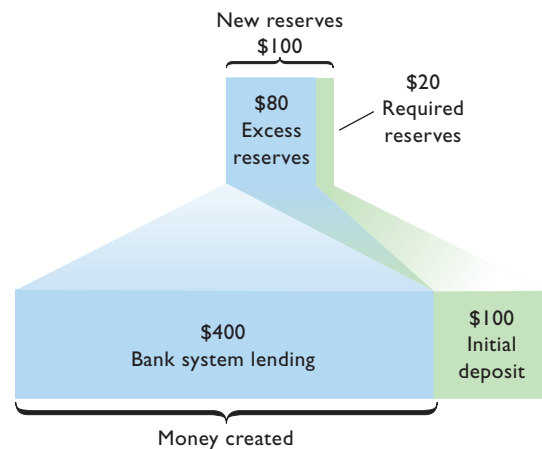 New reserves
$100
$80
Excess
reserves
$20
Required
reserves
$400
Bank system lending
$100
Initial
deposit
Money created